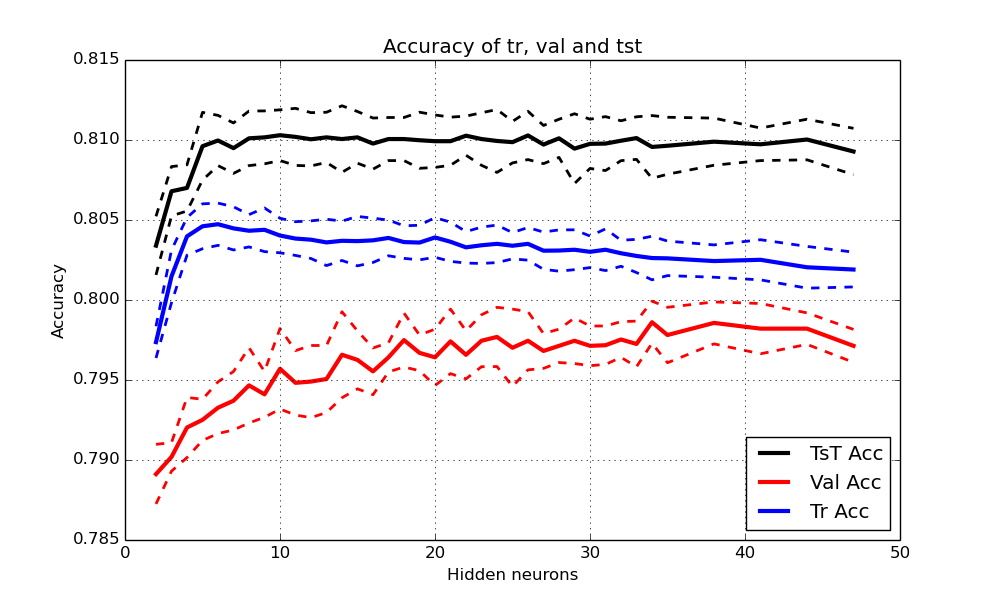 Accuracy of tr, val and tst
0.815
0.810
0.805
0.800
0.795
0.790
0.785
Accuracy
0 10 20 30 40 50
Hidden neurons
TsT Acc
Val Acc
Tr Acc